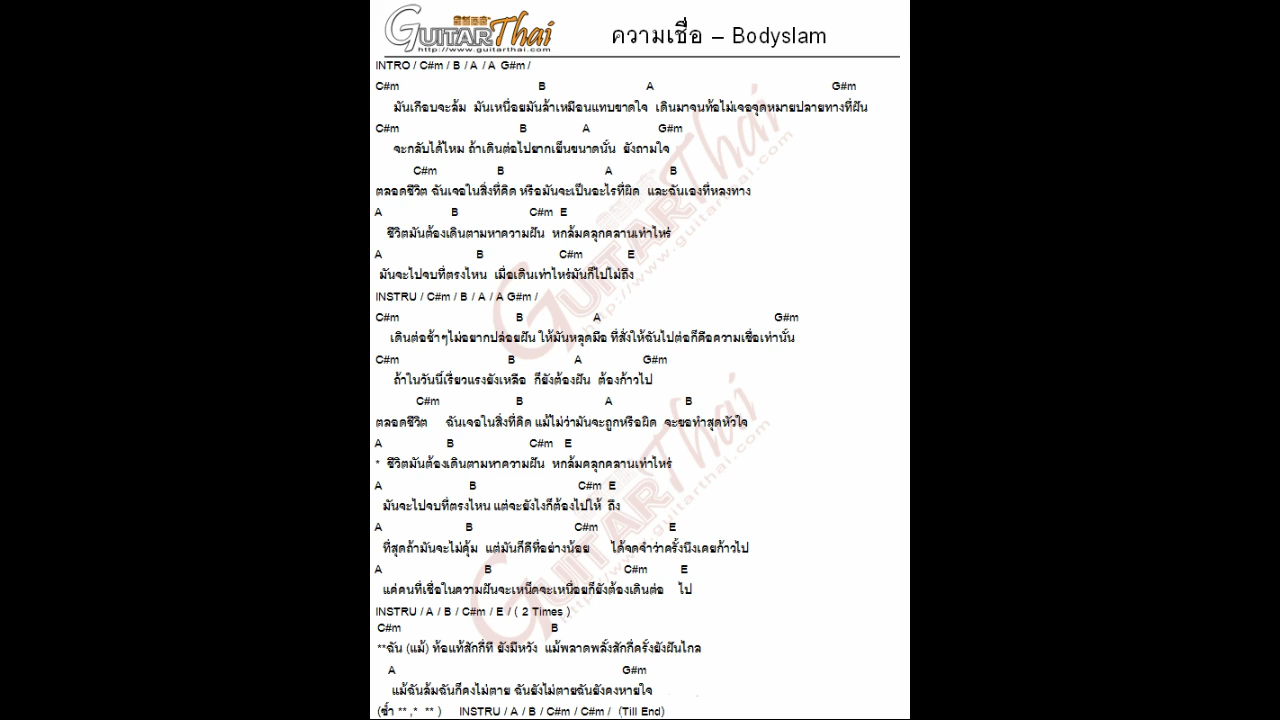 GUITARThai
http://www.guitarthai.com
ความเชื่อ – Bodyslam
INTRO / C#m / B / A / A G#m /
C#m B A G#m
มันเกือบจะล้ม มันเหนื่อยมันล้าเหมือนแทบขาดใจ เดินมาจนท้อไม่เจอจุดหมายปลายทางที่ฝัน
C#m B A G#m
จะกลับได้ไหม ถ้าเดินต่อไปยากเย็นขนาดนั้น ยังถามใจ
C#m B A B
ตลอดชีวิต ฉันเจอในสิ่งที่คิด หรือมันจะเป็นอะไรที่ผิด และฉันเองที่หลงทาง
A B C#m E
ชีวิตมันต้องเดินตามหาความฝัน หกล้มคลุกคลานเท่าไหร่
A B C#m E
มันจะไปจบที่ตรงไหน เมื่อเดินเท่าไหร่มันก็ไปไม่ถึง
INSTRU / C#m / B / A / A G#m /
C#m B A G#m
เดินต่อช้าๆไม่อยากปล่อยฝัน ให้มันหลุดมือ ที่สั่งให้ฉันไปต่อก็คือความเชื่อเท่านั้น
C#m B A G#m
ถ้าในวันนี้เรี่ยวแรงยังเหลือ ก็ยังต้องฝัน ต้องก้าวไป
C#m B A B
ตลอดชีวิต ฉันเจอในสิ่งที่คิด แม้ไม่ว่ามันจะถูกหรือผิด จะขอทำสุดหัวใจ
A B C#m E
* ชีวิตมันต้องเดินตามหาความฝัน หกล้มคลุกคลานเท่าไหร่
A B C#m E
มันจะไปจบที่ตรงไหน แต่จะยังไงก็ต้องไปให้ ถึง
A B C#m E
ที่สุดถ้ามันจะไม่คุ้ม แต่มันก็ดีที่อย่างน้อย ได้จดจำว่าครั้งนึงเคยก้าวไป
A B C#m E
แค่คนที่เชื่อในความฝันจะเหน็ดจะเหนื่อยก็ยังต้องเดินต่อ ไป
INSTRU / A / B / C#m / E / ( 2 Times )
C#m B
**ฉัน (แม้) ท้อแท้สักกี่ที ยังมีหวัง แม้พลาดพลั้งสักกี่ครั้งยังฝันไกล
A G#m
แม้ฉันล้มฉันก็คงไม่ตาย ฉันยังไม่ตายฉันยังคงหายใจ
(ซ้ำ ** ,* ** ) INSTRU / A / B / C#m / C#m / (Till End)